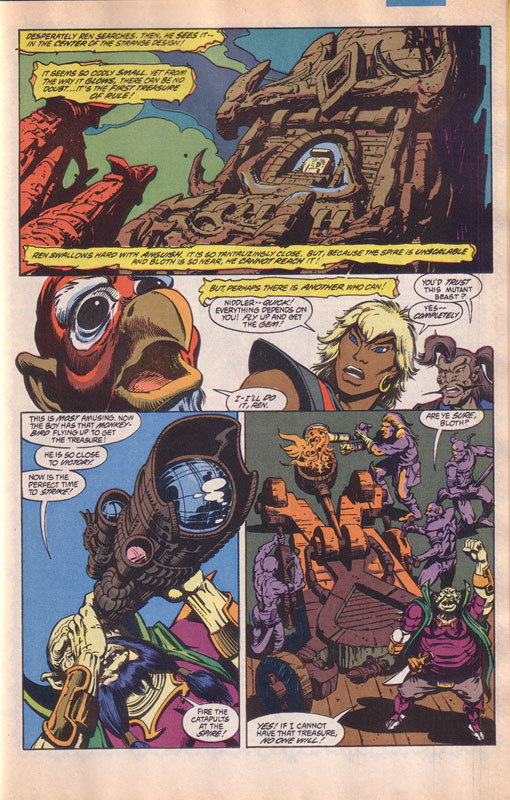 DESPERATELY REN SEARCHES. THEN, HE SEES IT--
IN THE CENTER OF THE STRANGE DESIGN!
IT SEEMS SO ODDLY SMALL. YET FROM
THE WAY IT GLOWS, THERE CAN BE NO
DOUBT...IT'S THE FIRST TREASURE
OF RULE!
REN SWALLOWS HARD WITH ANGUISH. IT IS SO TANTALIZINGLY CLOSE. BUT, BECAUSE THE SPIRE IS UNSCALABLE
AND BLOTH IS SO NEAR, HE CANNOT REACH IT!
BUT PERHAPS THERE IS ANOTHER WHO CAN!
NIDDLER--QUICK!
EVERYTHING DEPENDS ON
YOU! FLY UP AND GET
THE GEM!
I-I'LL DO
IT, REN.
YOU'D TRUST
THIS MUTANT
BEAST?
YES--
COMPLETELY
THIS IS MOST AMUSING. NOW
THE BOY HAS THAT MONKEY-
BIRD FLYING UP TO GET
THE TREASURE!
HE IS SO CLOSE
TO VICTORY.
NOW IS THE
PERFECT TIME
TO STRIKE!
FIRE THE
CATAPULTS
AT THE
SPIRE!
ARE YE SURE,
BLOTH?
YES! IF I CANNOT
HAVE THAT TREASURE,
NO ONE WILL!